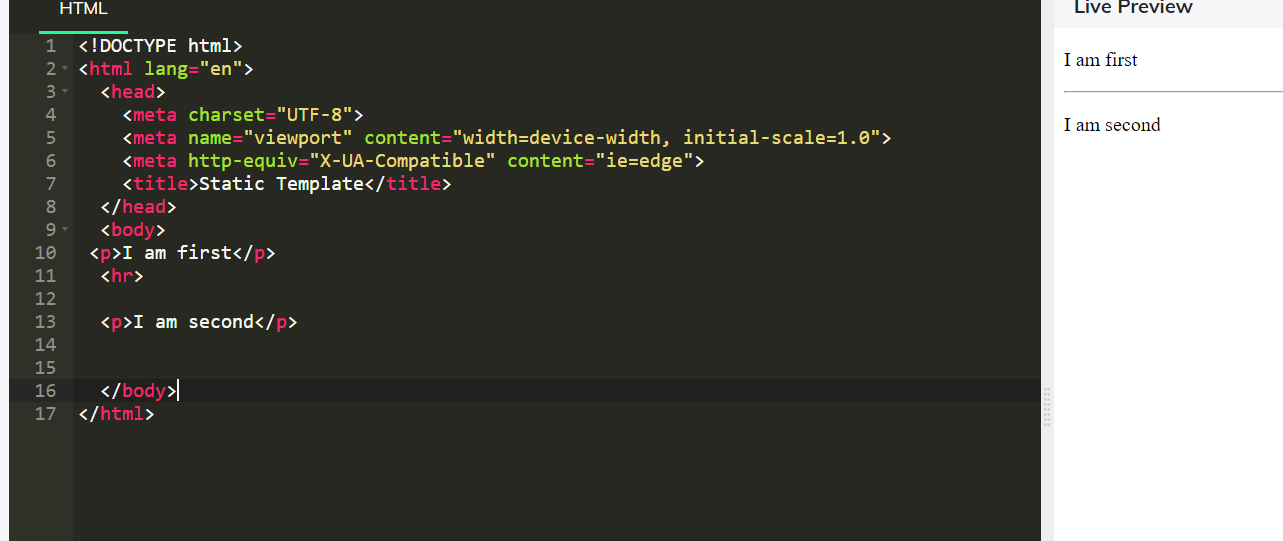 HTML
Live Preview
1 <!DOCTYPE html>
2 <html lang="en">
3 <head>
4 <meta charset="UTF-8">
5 <meta name="viewport" content="width=device-width, initial-scale=1.0">
6 <meta http-equiv="X-UA-Compatible" content="ie=edge">
7 <title>Static Template</title>
8 </head>
9 <body>
10 <p>I am first</p>
11 <hr>
12
13 <p>I am second</p>
14
15
16 </body>
17 </html>
I am first
I am second